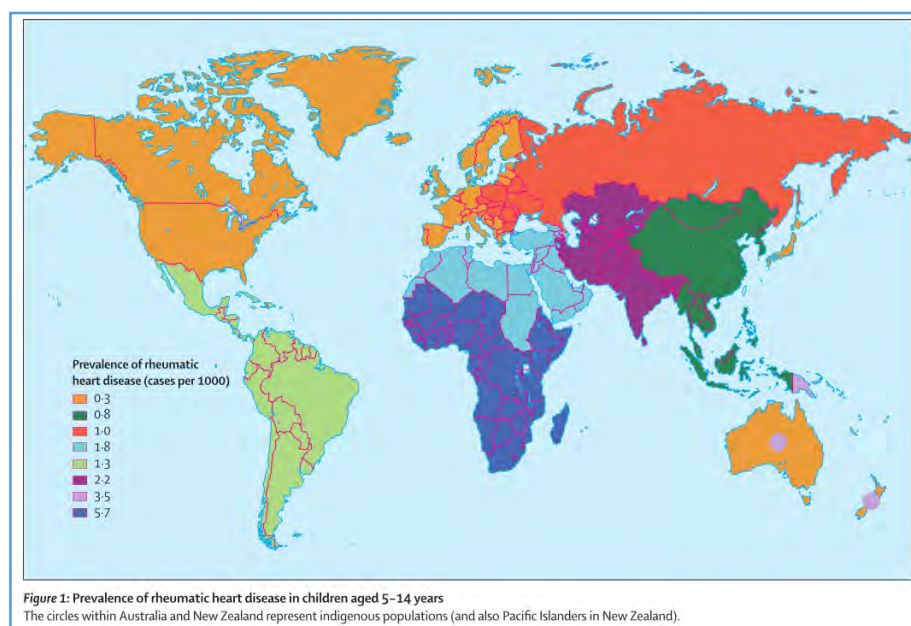 Prevalence of rheumatic
heart disease (cases per 1000)
0·3
0·8
1·0
1·8
1·3
2·2
3·5
5·7
Figure 1: Prevalence of rheumatic heart disease in children aged 5–14 years
The circles within Australia and New Zealand represent indigenous populations (and also Pacific Islanders in New Zealand).